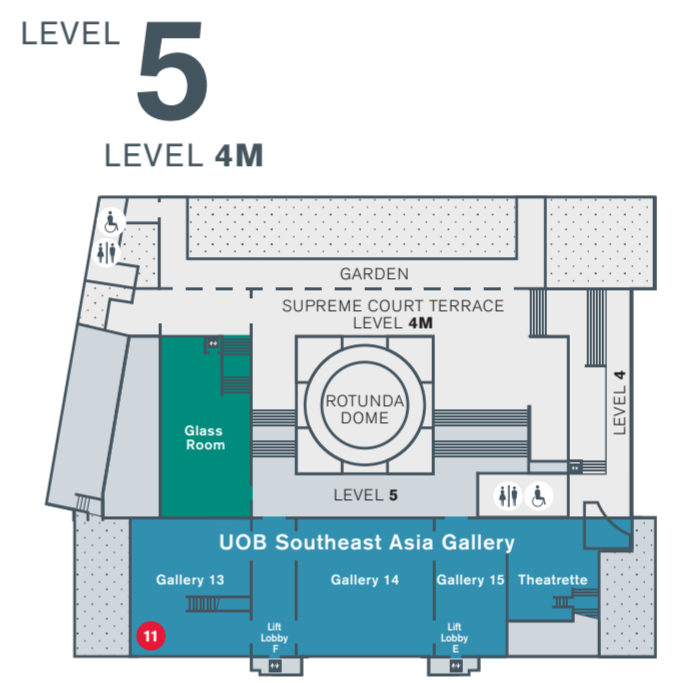 LEVEL 5
LEVEL 4M
GARDEN
SUPREME COURT TERRACE
LEVEL 4M
ROTUNDA
DOME
LEVEL 4
Glass
Room
LEVEL 5
UOB Southeast Asia Gallery
Gallery 13
Gallery 14
Gallery 15
Theatrette
11
Lift
Lobby
F
Lift
Lobby
E